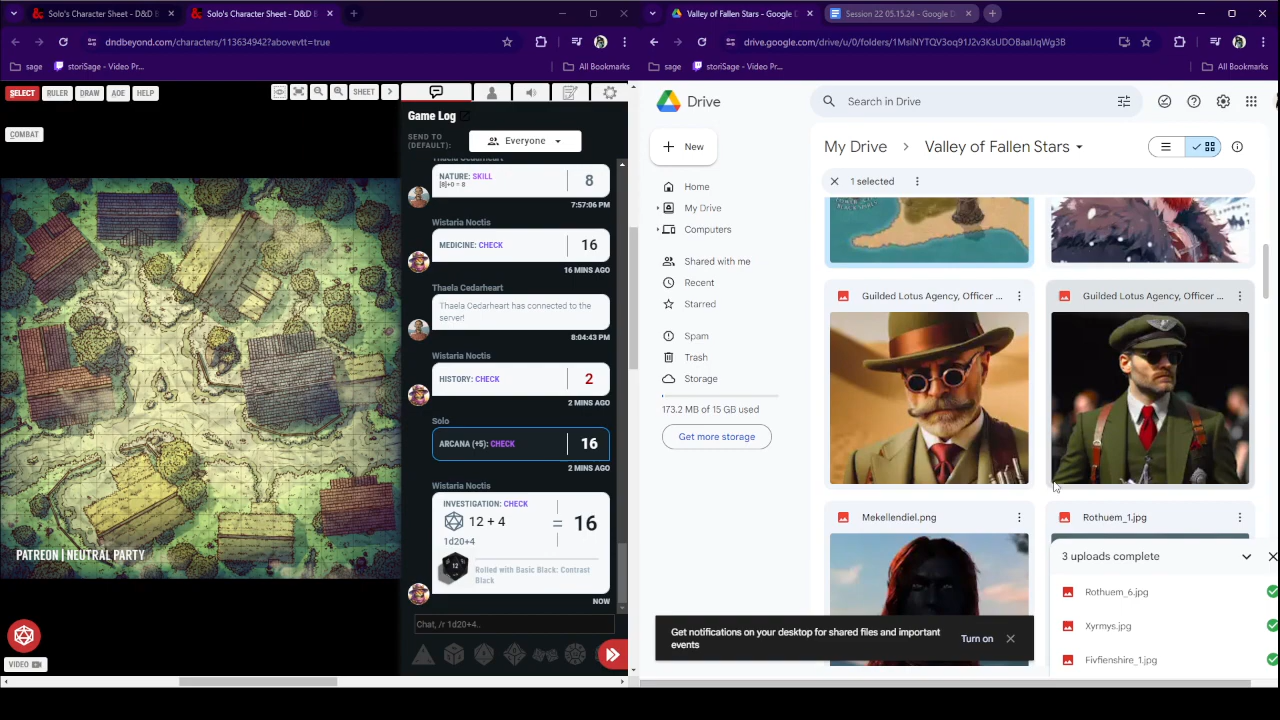 Solo's Character Sheet - D&D B
Solo's Character Sheet - D&D B
dndbeyond.com/characters/113634942?abovevtt=true
sage
storiSage - Video Pr...
All Bookmarks
SELECT
RULER
DRAW
AOE
HELP
SHEET
COMBAT
PATREON | NEUTRAL PARTY
VIDEO
Game Log
SEND TO
(DEFAULT):
Everyone
Thaela Cedarheart
NATURE: SKILL
[8]+0 = 8
8
7:57:06 PM
Wistaria Noctis
MEDICINE: CHECK
16
16 MINS AGO
Thaela Cedarheart
Thaela Cedarheart has connected to the
server!
8:04:43 PM
Wistaria Noctis
HISTORY: CHECK
2
2 MINS AGO
Solo
ARCANA (+5): CHECK
16
2 MINS AGO
Wistaria Noctis
INVESTIGATION: CHECK
12 + 4
=
16
1d20+4
12
Rolled with Basic Black: Contrast
Black
NOW
Chat, /r 1d20+4..
Valley of Fallen Stars - Google D
Session 22 05.15.24 - Google D
drive.google.com/drive/u/0/folders/1MsiNYTQV3oq91J2v3KsUDOBaalJqWg3B
sage
storiSage - Video Pr...
All Bookmarks
Drive
Search in Drive
New
Home
My Drive
Computers
Shared with me
Recent
Starred
Spam
Trash
Storage
173.2 MB of 15 GB used
Get more storage
My Drive
Valley of Fallen Stars
1 selected
Guilded Lotus Agency, Officer ...
Guilded Lotus Agency, Officer ...
Mekellendiel.png
Rothuem_1.jpg
3 uploads complete
Rothuem_6.jpg
Xyrmys.jpg
Fivfienshire_1.jpg
Get notifications on your desktop for shared files and important
events
Turn on